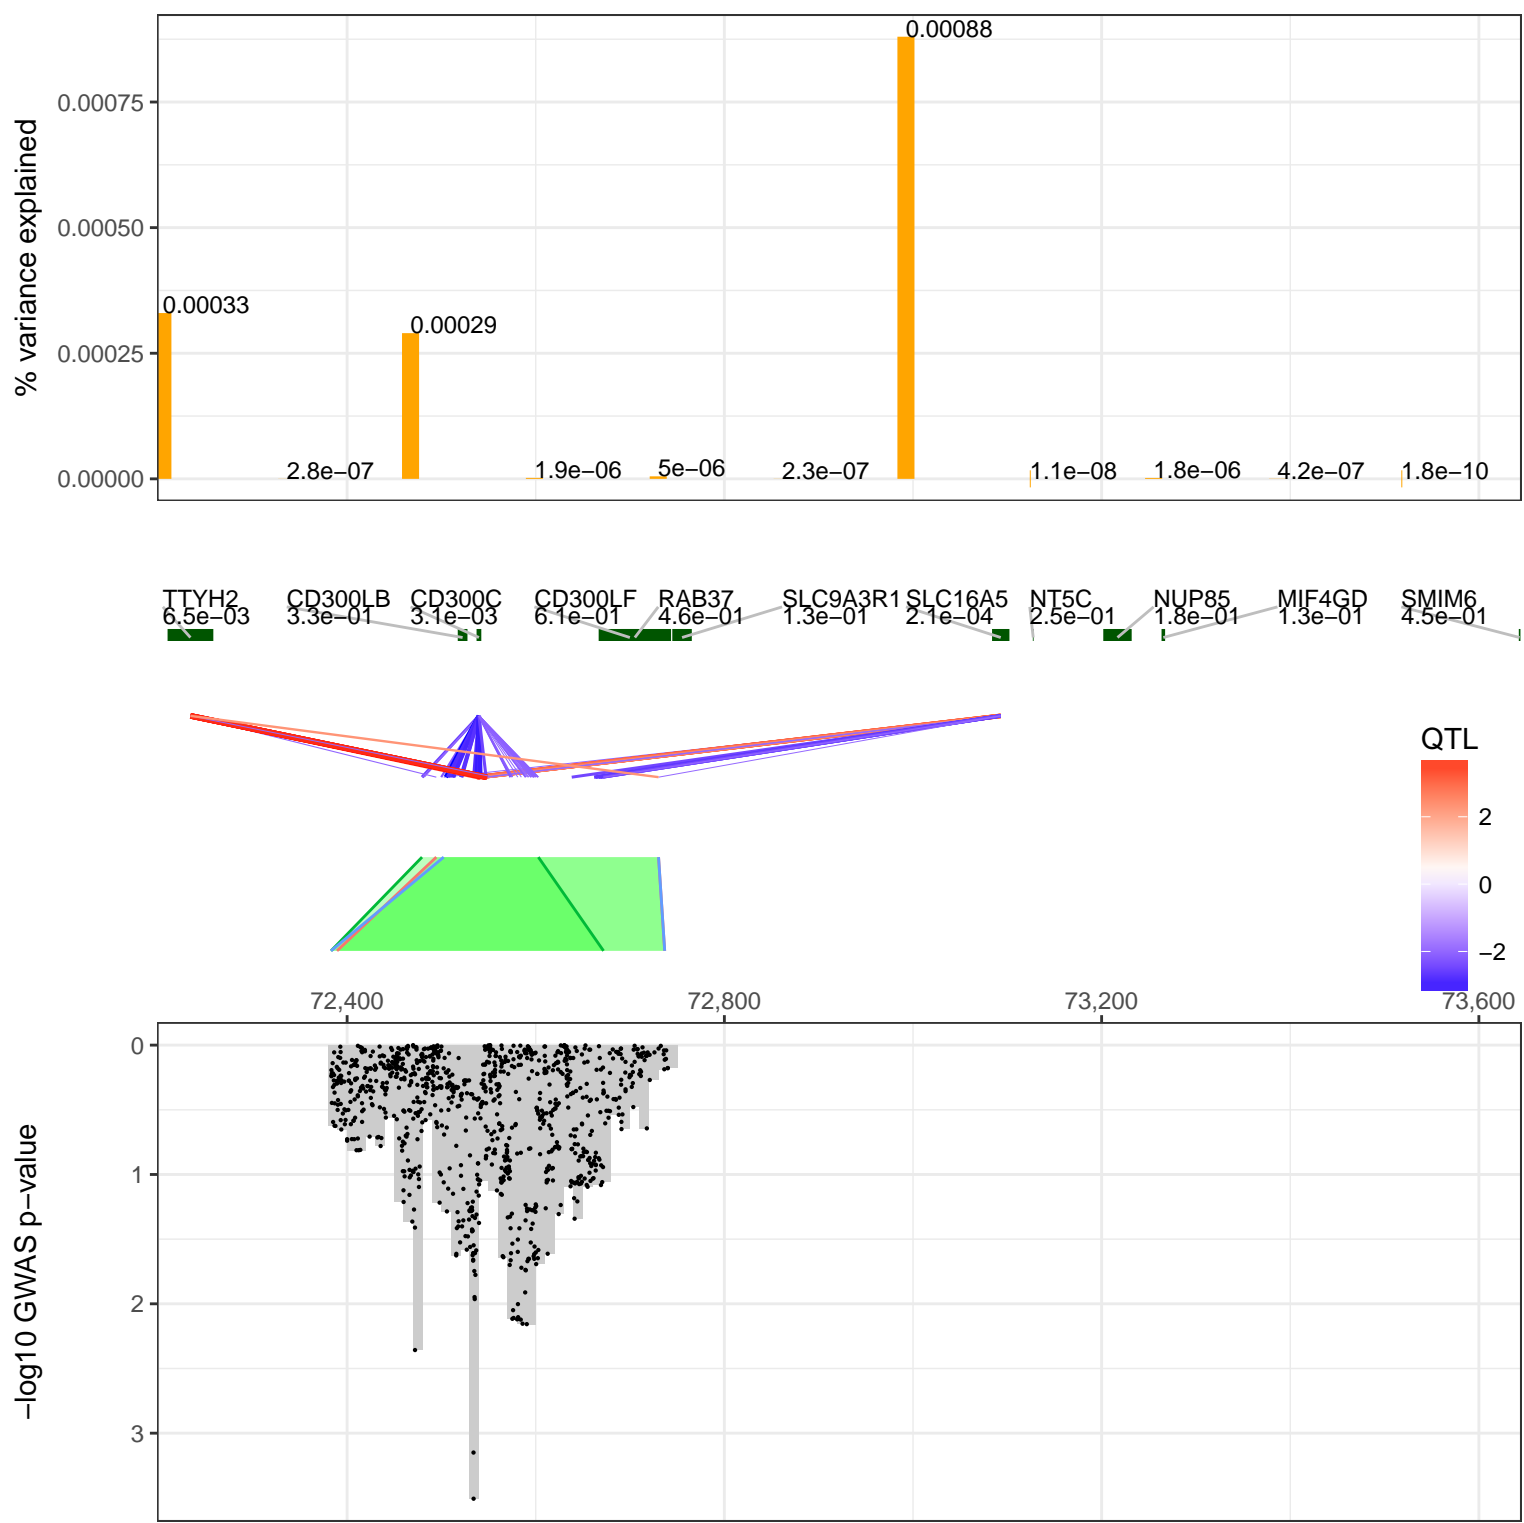 % variance explained
0.00075
0.00050
0.00025
0.00000
0.00033
2.8e−07
0.00029
1.9e−06
5e−06
2.3e−07
0.00088
1.1e−08
1.8e−06
4.2e−07
1.8e−10
TTYH2 CD300LB CD300C CD300LF RAB37 SLC9A3R1 SLC16A5 NT5C NUP85 MIF4GD SMIM6
6.5e−03 3.3e−01 3.1e−03 6.1e−01 4.6e−01 1.3e−01 2.1e−04 2.5e−01 1.8e−01 1.3e−01 4.5e−01
QTL
2
0
−2
72,400 72,800 73,200 73,600
−log10 GWAS p−value
0
1
2
3